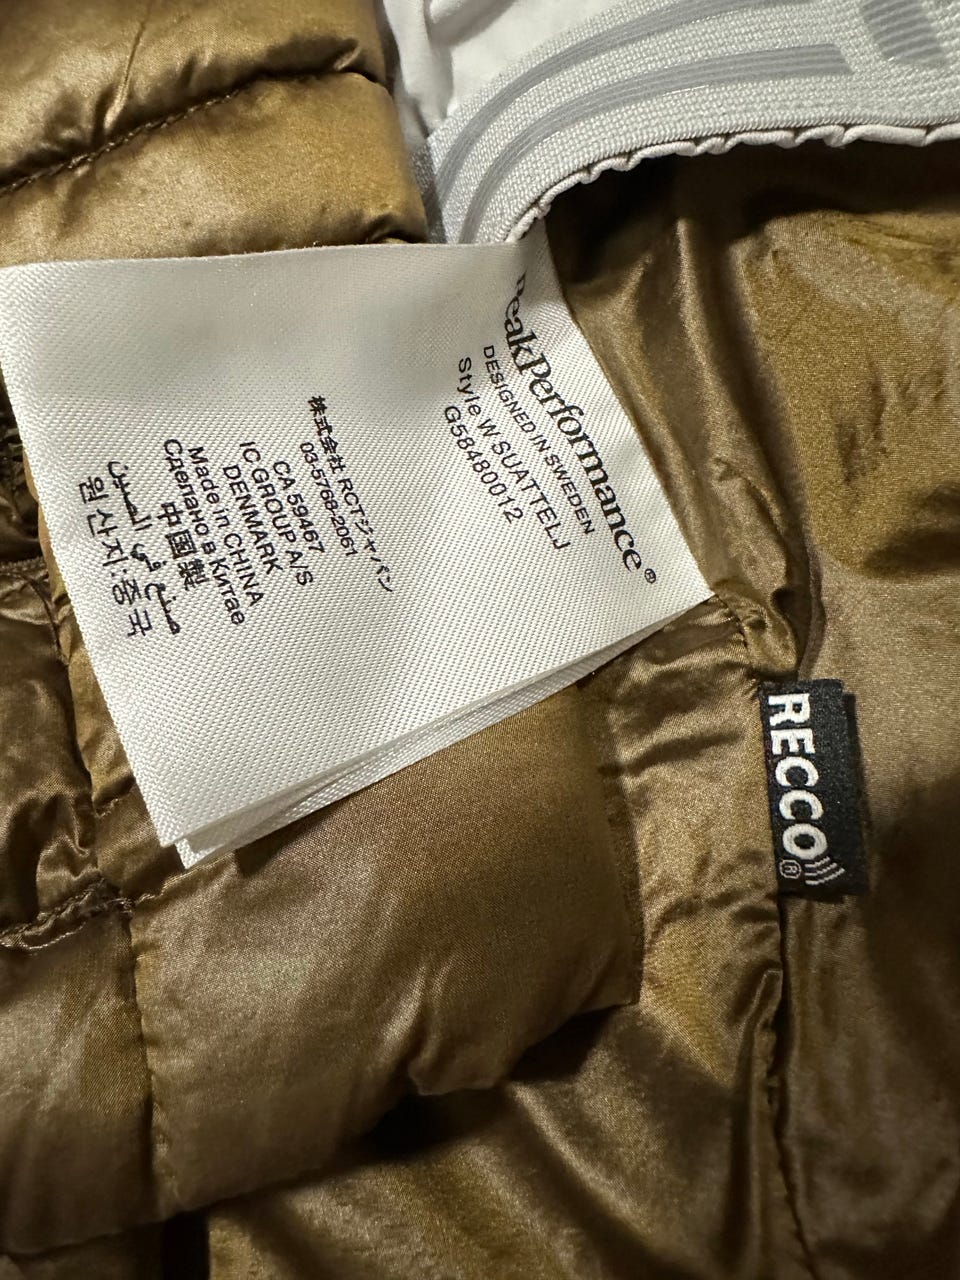 PeakPerformance®
DESIGNED IN SWEDEN
Style W SUATTELJ
G58480012
株式会社 RCTジャパン
03-5768-2061
CA 59467
IC GROUP A/S
DENMARK
Made in CHINA
Сделано в Китае
中国製
صنع في الصين
원산지:중국
RECCO®